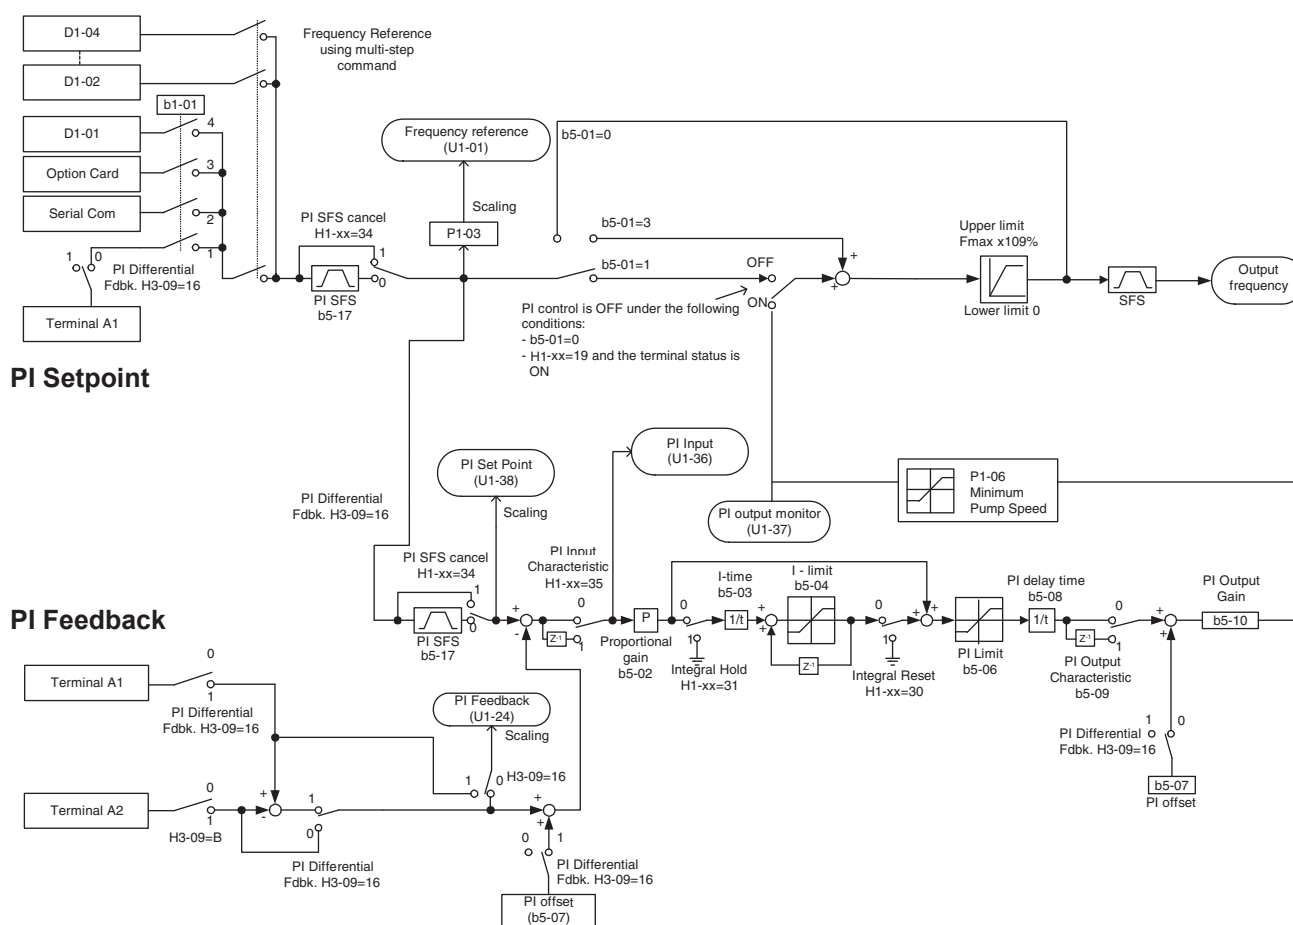 D1-04
D1-02
b1-01
D1-01
Option Card
Serial Com
4
3
2
1
1
0
PI Differential
Fdbk. H3-09=16
Terminal A1
PI Setpoint
Frequency Reference
using multi-step
command
PI SFS cancel
H1-xx=34
1
0
PI SFS
b5-17
Frequency reference
(U1-01)
Scaling
P1-03
b5-01=0
b5-01=3
b5-01=1
OFF
ON
PI control is OFF under the following
conditions:
- b5-01=0
- H1-xx=19 and the terminal status is
ON
+
+
Upper limit
Fmax x109%
Lower limit 0
SFS
Output
frequency
PI Differential
Fdbk. H3-09=16
PI Set Point
(U1-38)
Scaling
PI Input
(U1-36)
PI output monitor
(U1-37)
P1-06
Minimum
Pump Speed
PI SFS cancel
H1-xx=34
1
0
PI SFS
b5-17
+
-
PI Input
Characteristic
H1-xx=35
0
Z-1
1
P
Proportional
gain
b5-02
0
1
Integral Hold
H1-xx=31
I-time
b5-03
1/t
+
+
I - limit
b5-04
Z-1
0
1
Integral Reset
H1-xx=30
+
+
PI Limit
b5-06
PI delay time
b5-08
1/t
0
Z-1
1
PI Output
Characteristic
b5-09
+
+
PI Output
Gain
b5-10
1
0
PI Differential
Fdbk. H3-09=16
b5-07
PI offset
PI Feedback
Terminal A1
0
1
PI Differential
Fdbk. H3-09=16
Terminal A2
0
1
H3-09=B
+
-
1
0
PI Differential
Fdbk. H3-09=16
PI Feedback
(U1-24)
Scaling
1
0
H3-09=16
+
+
0
1
PI Differential
Fdbk. H3-09=16
PI offset
(b5-07)